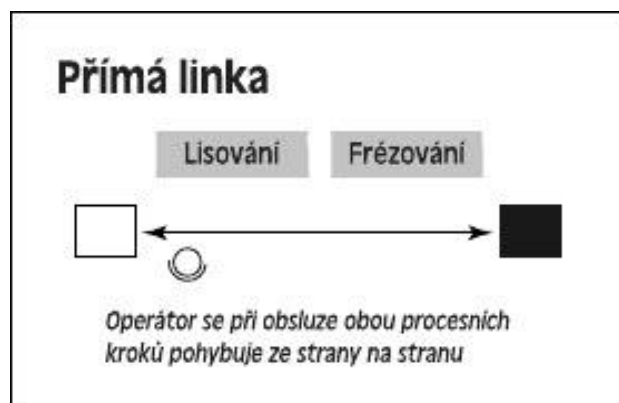 Přímá linka
Lisování Frézování
Operátor se při obsluze obou procesních
kroků pohybuje ze strany na stranu